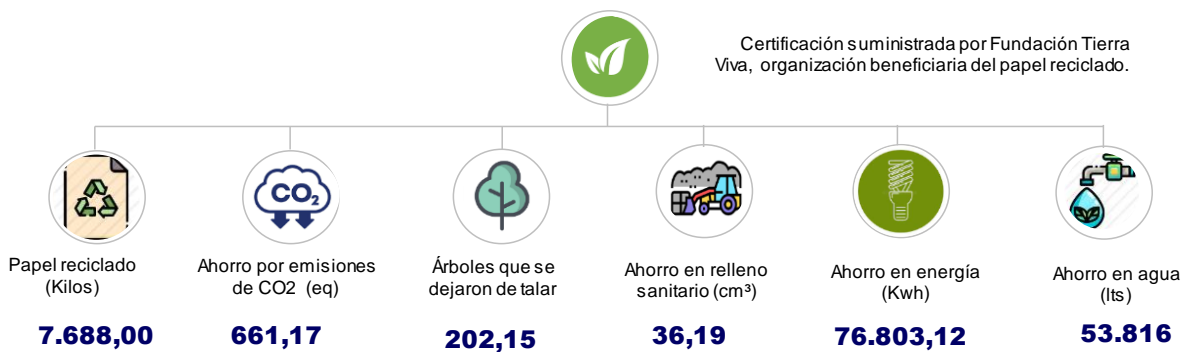 Certificación suministrada por Fundación Tierra
Viva, organización beneficiaria del papel reciclado.
CO₂
Papel reciclado
(Kilos)
7.688,00
Ahorro por emisiones
de CO2 (eq)
661,17
Árboles que se
dejaron de talar
202,15
Ahorro en relleno
sanitario (cm³)
36,19
Ahorro en energía
(Kwh)
76.803,12
Ahorro en agua
(lts)
53.816